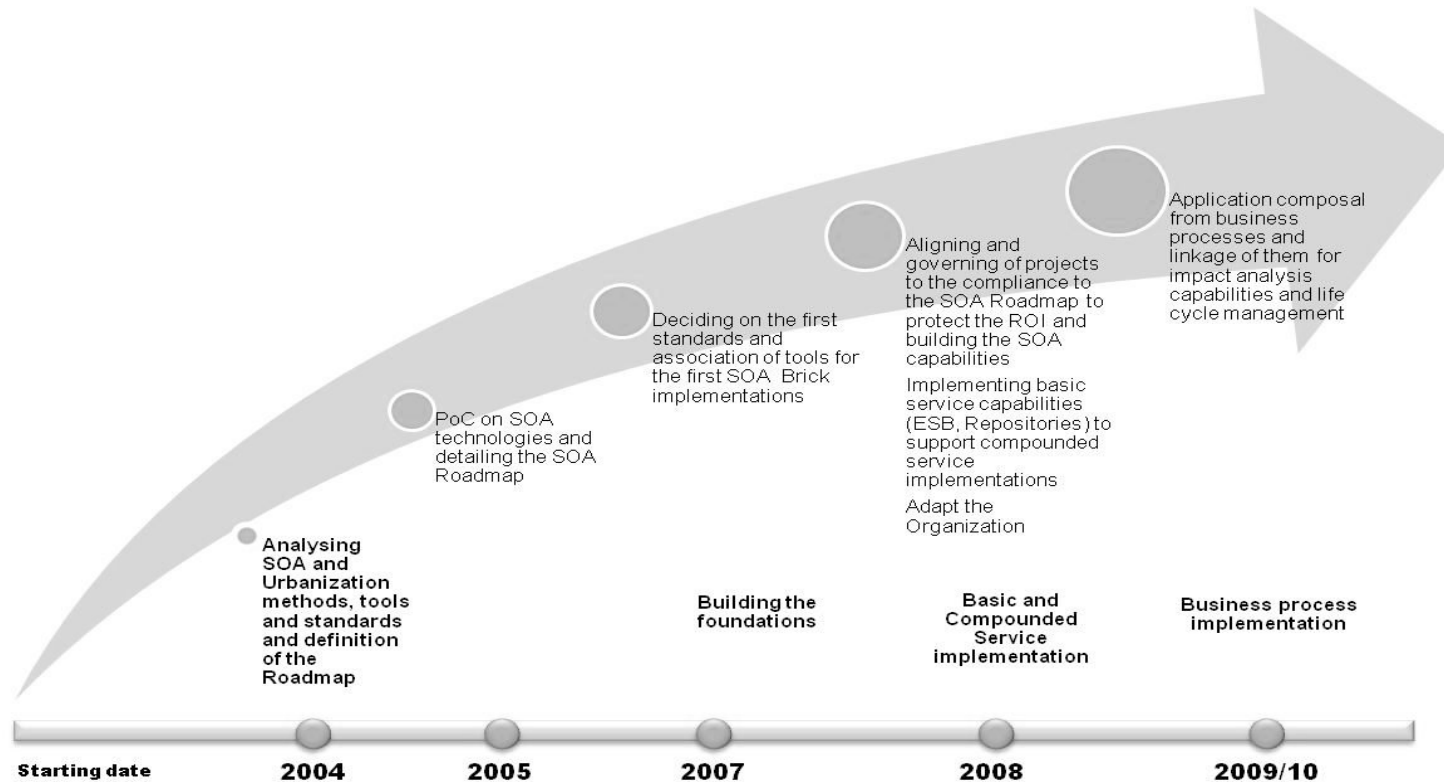 Application composal
from business
processes and
linkage of them for
impact analysis
capabilities and life
cycle management
Aligning and
governing of projects
to the compliance to
the SOA Roadmap to
protect the ROI and
building the SOA
capabilities
Implementing basic
service capabilities
(ESB, Repositories) to
support compounded
service
implementations
Adapt the
Organization
Deciding on the first
standards and
association of tools for
the first SOA Brick
implementations
PoC on SOA
technologies and
detailing the SOA
Roadmap
Analysing
SOA and
Urbanization
methods, tools
and standards
and definition
of the
Roadmap
Building the
foundations
Basic and
Compounded
Service
implementation
Business process
implementation
Starting date
2004
2005
2007
2008
2009/10